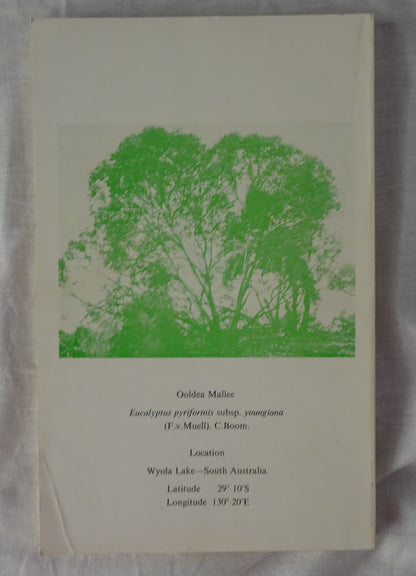 Ooldea Mallee
Eucalyptus pyriformis subsp. youngiana
(F.v.Muell). C.Boom.
Location
Wyola Lake—South Australia.
Latitude 29° 10'S
Longitude 130° 20'E